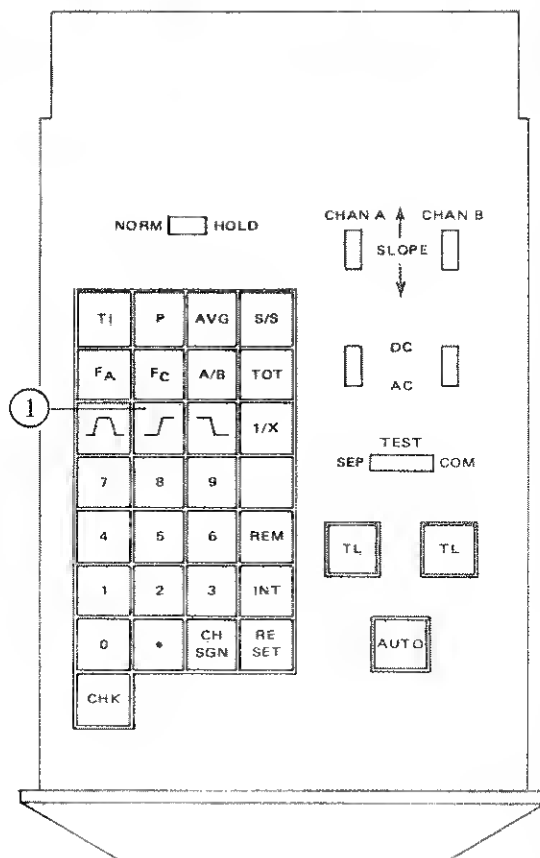 CHAN A CHAN B
NORM HOLD
SLOPE
TI P AVG S/S
FA FC A/B TOT
DC
AC
1
1/X
TEST
SEP COM
7 8 9
4 5 6 REM
TL TL
1 2 3 INT
0 • CH SGN RE SET
AUTO
CHK